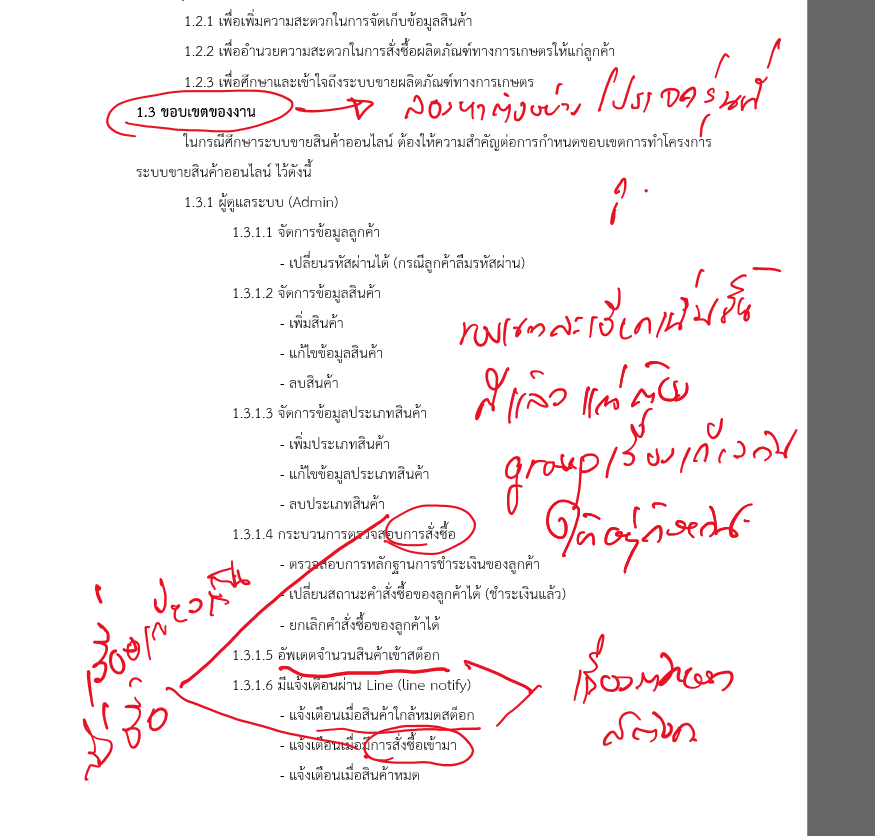 1.2.1 เพื่อเพิ่มความสะดวกในการจัดเก็บข้อมูลสินค้า
1.2.2 เพื่ออำนวยความสะดวกในการสั่งซื้อผลิตภัณฑ์ทางการเกษตรให้แก่ลูกค้า
1.2.3 เพื่อศึกษาและเข้าใจถึงระบบขายผลิตภัณฑ์ทางการเกษตร
1.3 ขอบเขตของงาน
ลองหาตัวอย่าง โปรเจครุ่นพี่
ในกรณีศึกษาระบบขายสินค้าออนไลน์ ต้องให้ความสำคัญต่อการกำหนดขอบเขตการทำโครงการ
ระบบขายสินค้าออนไลน์ ไว้ดังนี้
1.3.1 ผู้ดูแลระบบ (Admin)
1.3.1.1 จัดการข้อมูลลูกค้า
- เปลี่ยนรหัสผ่านได้ (กรณีลูกค้าลืมรหัสผ่าน)
1.3.1.2 จัดการข้อมูลสินค้า
- เพิ่มสินค้า
ขอบเขตละเอียด
- แก้ไขข้อมูลสินค้า
- ลบสินค้า
ดีแล้ว แต่ต้อง
1.3.1.3 จัดการข้อมูลประเภทสินค้า
- เพิ่มประเภทสินค้า
group เรื่องเดียวกัน
- แก้ไขข้อมูลประเภทสินค้า
- ลบประเภทสินค้า
ให้อยู่ด้วยกัน
1.3.1.4 กระบวนการตรวจสอบการสั่งซื้อ
- ตรวจสอบการหลักฐานการชำระเงินของลูกค้า
- เปลี่ยนสถานะคำสั่งซื้อของลูกค้าได้ (ชำระเงินแล้ว)
- ยกเลิกคำสั่งซื้อของลูกค้าได้
เรื่องเดียวกัน
สั่งซื้อ
1.3.1.5 อัพเดตจำนวนสินค้าเข้าสต็อก
1.3.1.6 มีแจ้งเตือนผ่าน Line (line notify)
เรื่อง
สต๊อก
- แจ้งเตือนเมื่อสินค้าใกล้หมดสต็อก
- แจ้งเตือนเมื่อมีการสั่งซื้อเข้ามา
- แจ้งเตือนเมื่อสินค้าหมด